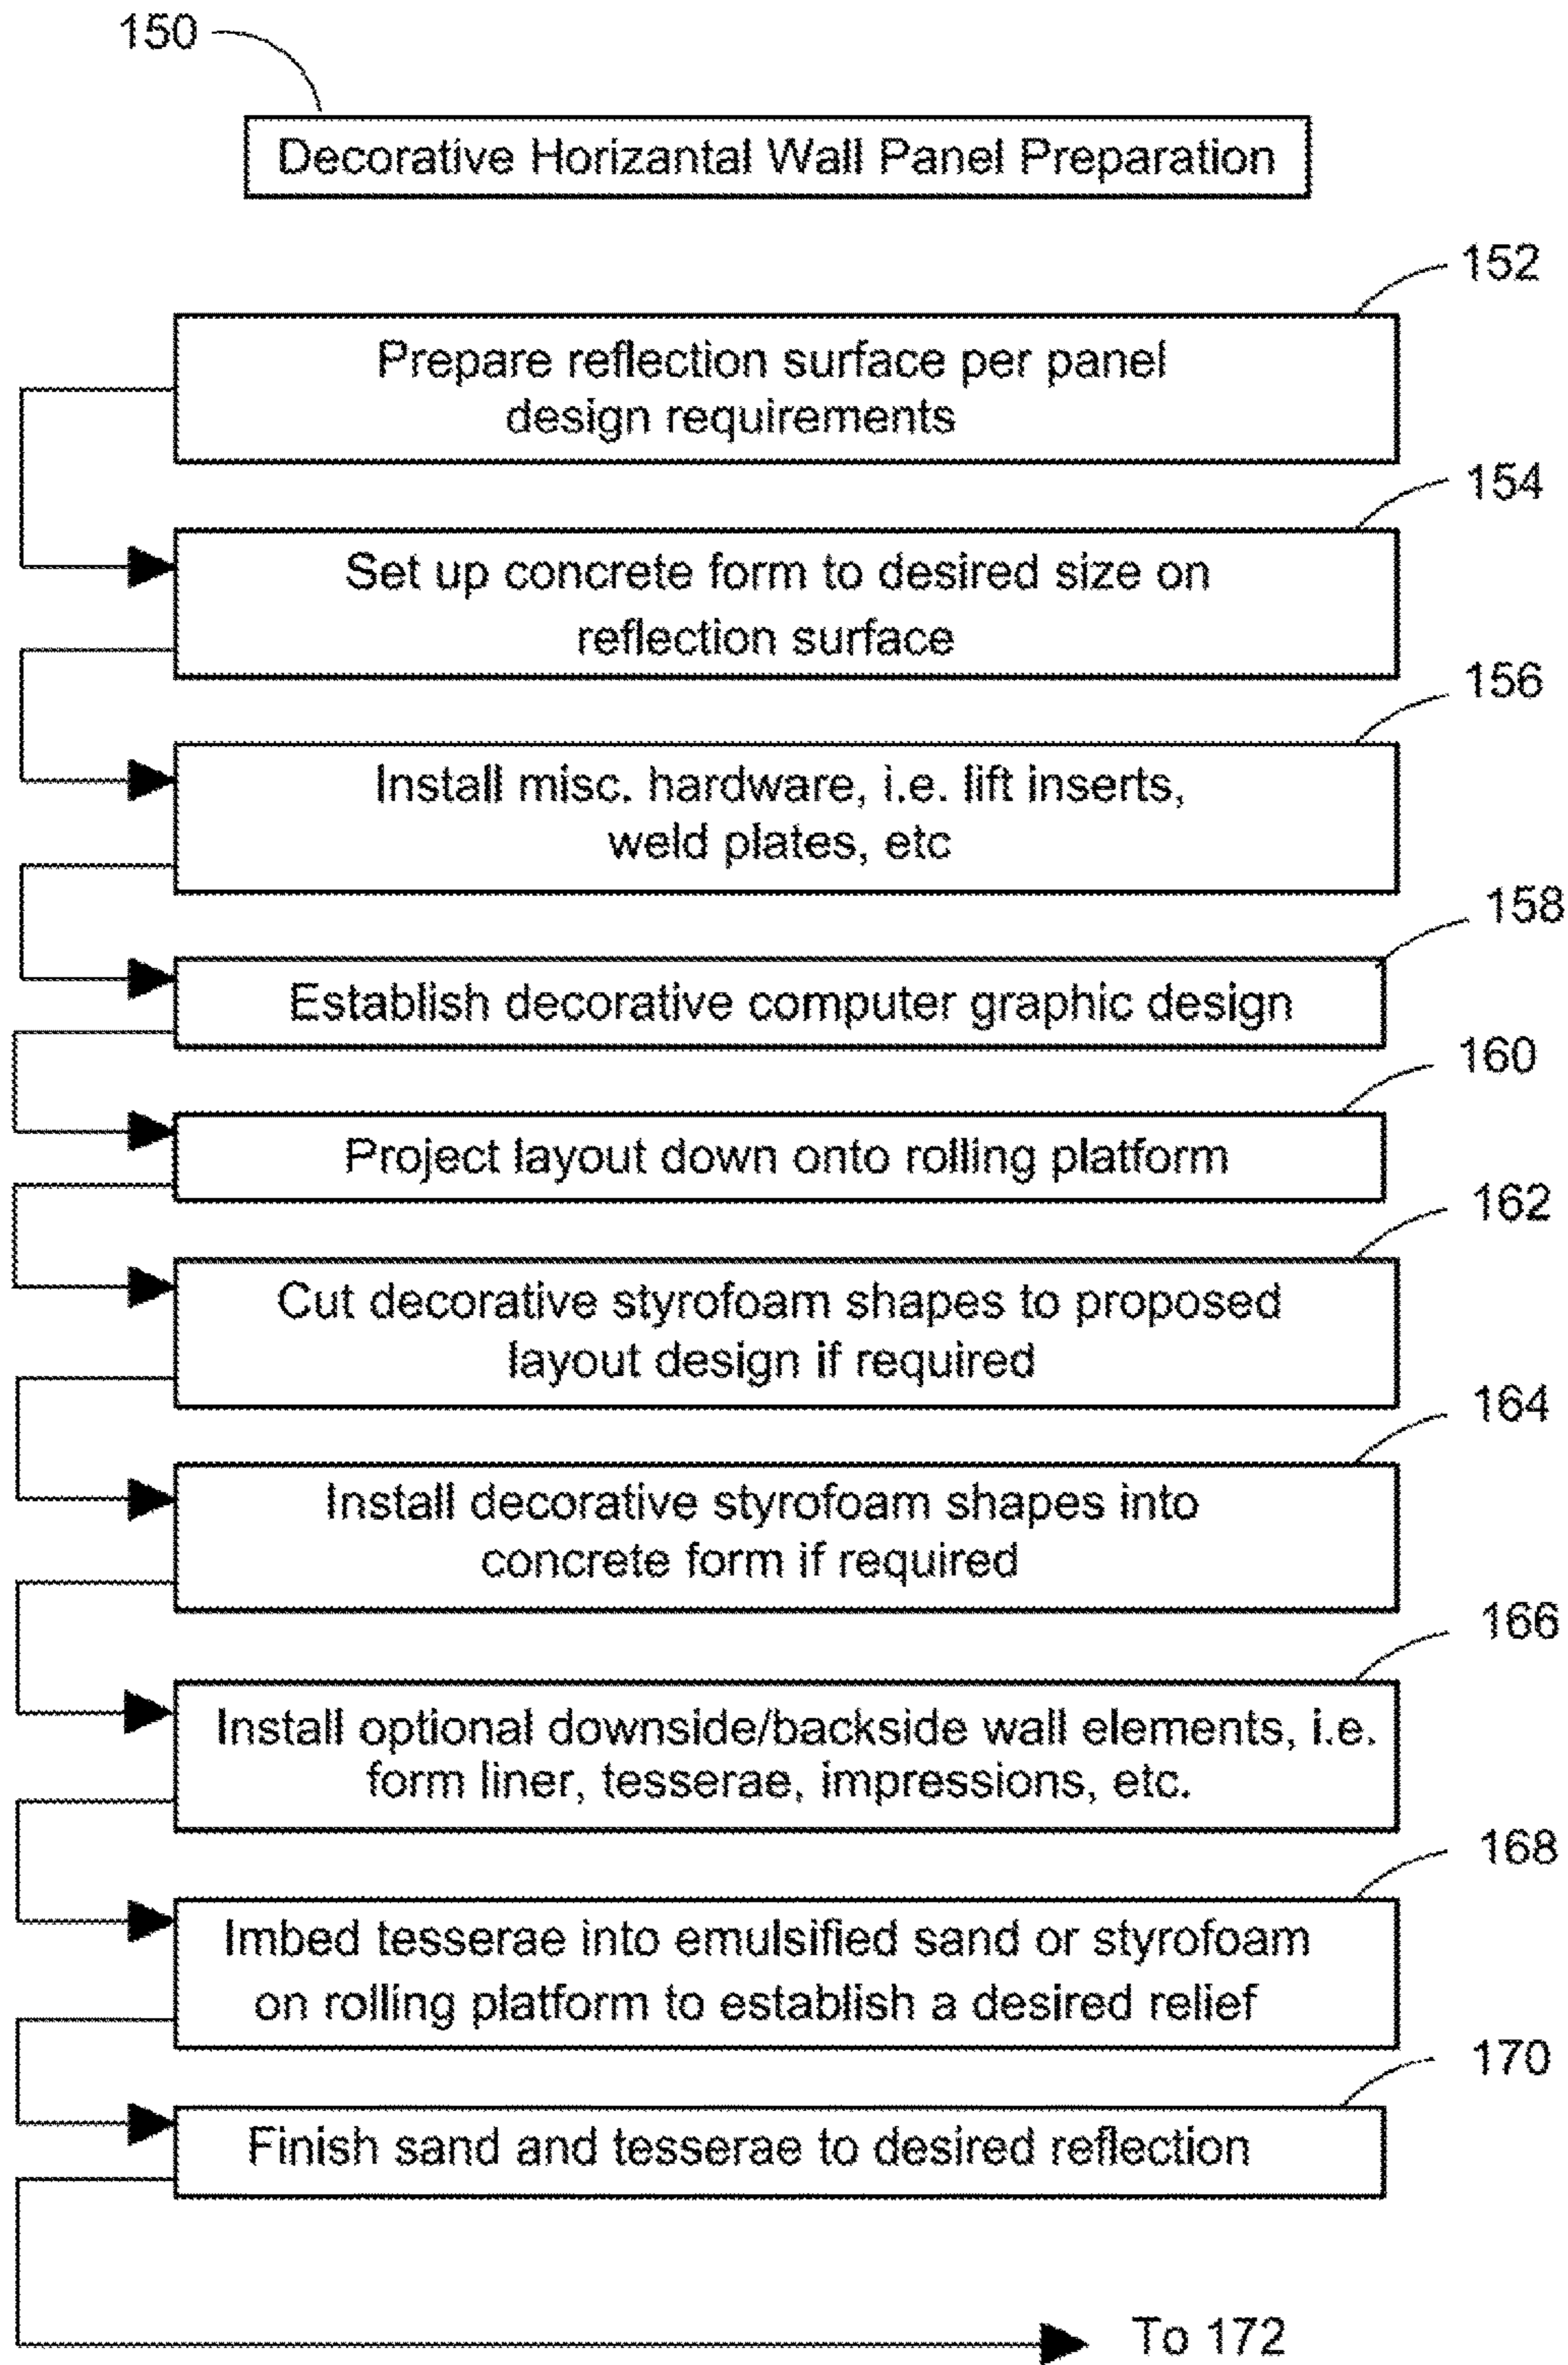 150
Decorative Horizantal Wall Panel Preparation
152
Prepare reflection surface per panel
design requirements
154
Set up concrete form to desired size on
reflection surface
156
Install misc. hardware, i.e. lift inserts,
weld plates, etc
158
Establish decorative computer graphic design
160
Project layout down onto rolling platform
162
Cut decorative styrofoam shapes to proposed
layout design if required
164
Install decorative styrofoam shapes into
concrete form if required
166
Install optional downside/backside wall elements, i.e.
form liner, tesserae, impressions, etc.
168
Imbed tesserae into emulsified sand or styrofoam
on rolling platform to establish a desired relief
170
Finish sand and tesserae to desired reflection
To 172